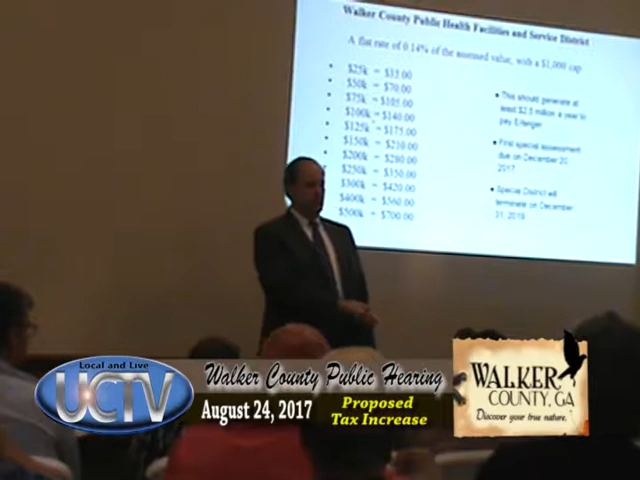 Walker County Public Health Facilities and Service District
A flat rate of 0.14% of the assessed value, with a $1,000 cap
• $25k = $35.00
• $50k = $70.00
• $75k = $105.00
• $100k = $140.00
• $125k = $175.00
• $150k = $210.00
• $200k = $280.00
• $250k = $350.00
$300k = $420.00
$400k = $560.00
$500k = $700.00
• This should generate at
least $2.5 million a year to
pay Erlanger
• First special assessment
due on December 20,
2017
• Special District will
terminate on December
31, 2019
Local and Live
UCTV
Walker County Public Hearing
August 24, 2017
Proposed
Tax Increase
WALKER
COUNTY, GA
Discover your true nature.